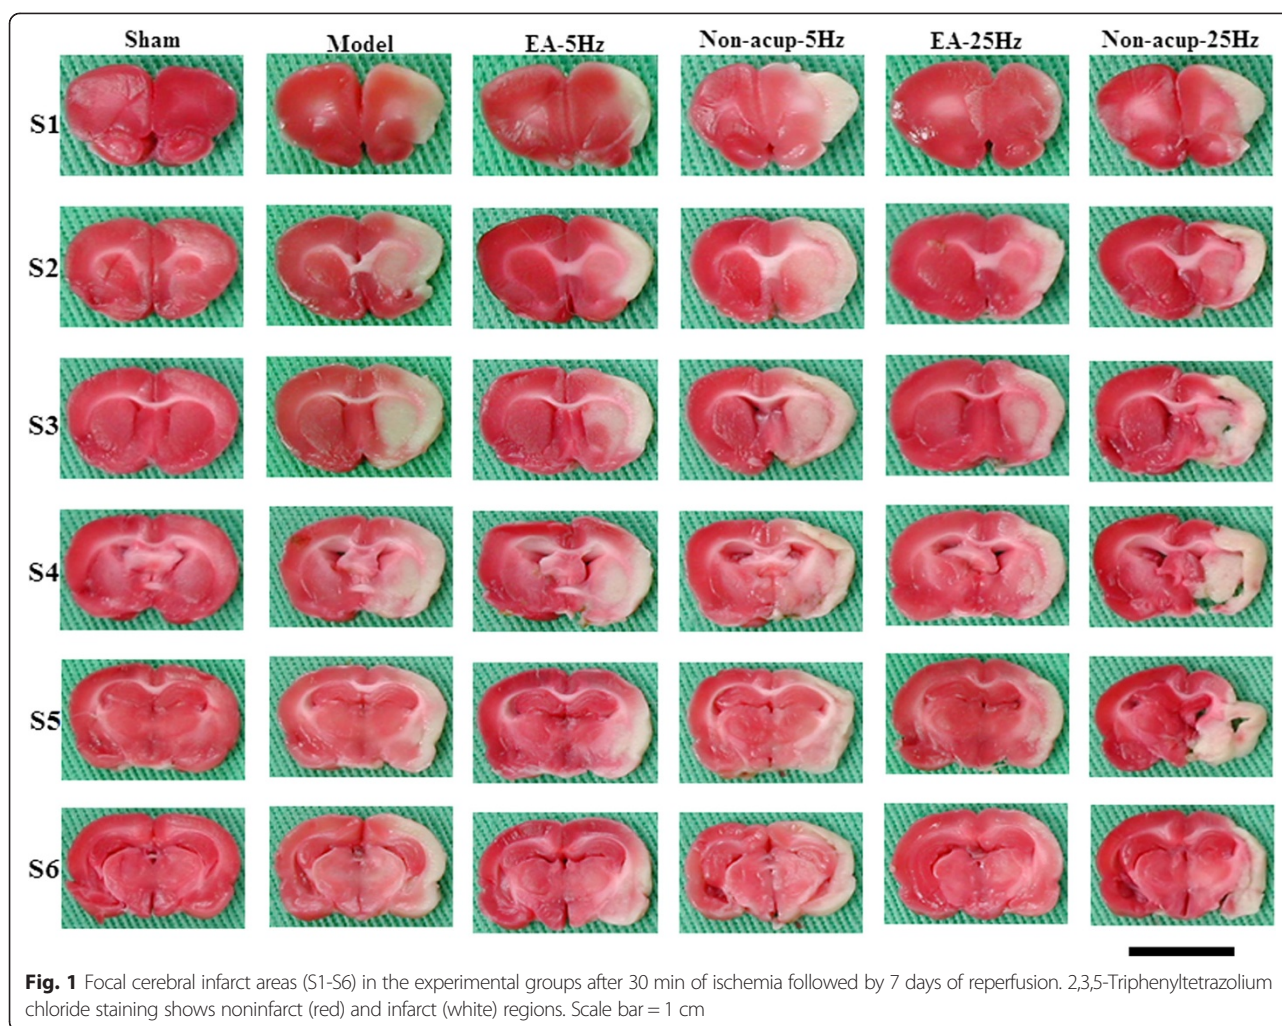 Sham Model EA-5Hz Non-acup-5Hz EA-25Hz Non-acup-25Hz
S1
S2
S3
S4
S5
S6
Fig. 1 Focal cerebral infarct areas (S1-S6) in the experimental groups after 30 min of ischemia followed by 7 days of reperfusion. 2,3,5-Triphenyltetrazolium
chloride staining shows noninfarct (red) and infarct (white) regions. Scale bar = 1 cm